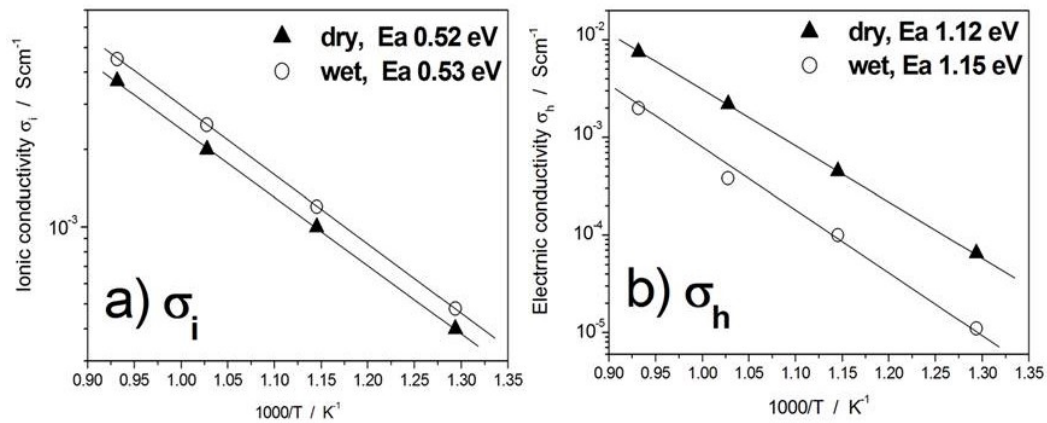 dry, Ea 0.52 eV
wet, Ea 0.53 eV
Ionic conductivity σi / Scm-1
10-3
a) σi
0.90 0.95 1.00 1.05 1.10 1.15 1.20 1.25 1.30 1.35
1000/T / K-1
dry, Ea 1.12 eV
wet, Ea 1.15 eV
Electrnic conductivity σh / Scm-1
10-2
10-3
10-4
10-5
b) σh
0.90 0.95 1.00 1.05 1.10 1.15 1.20 1.25 1.30 1.35
1000/T / K-1